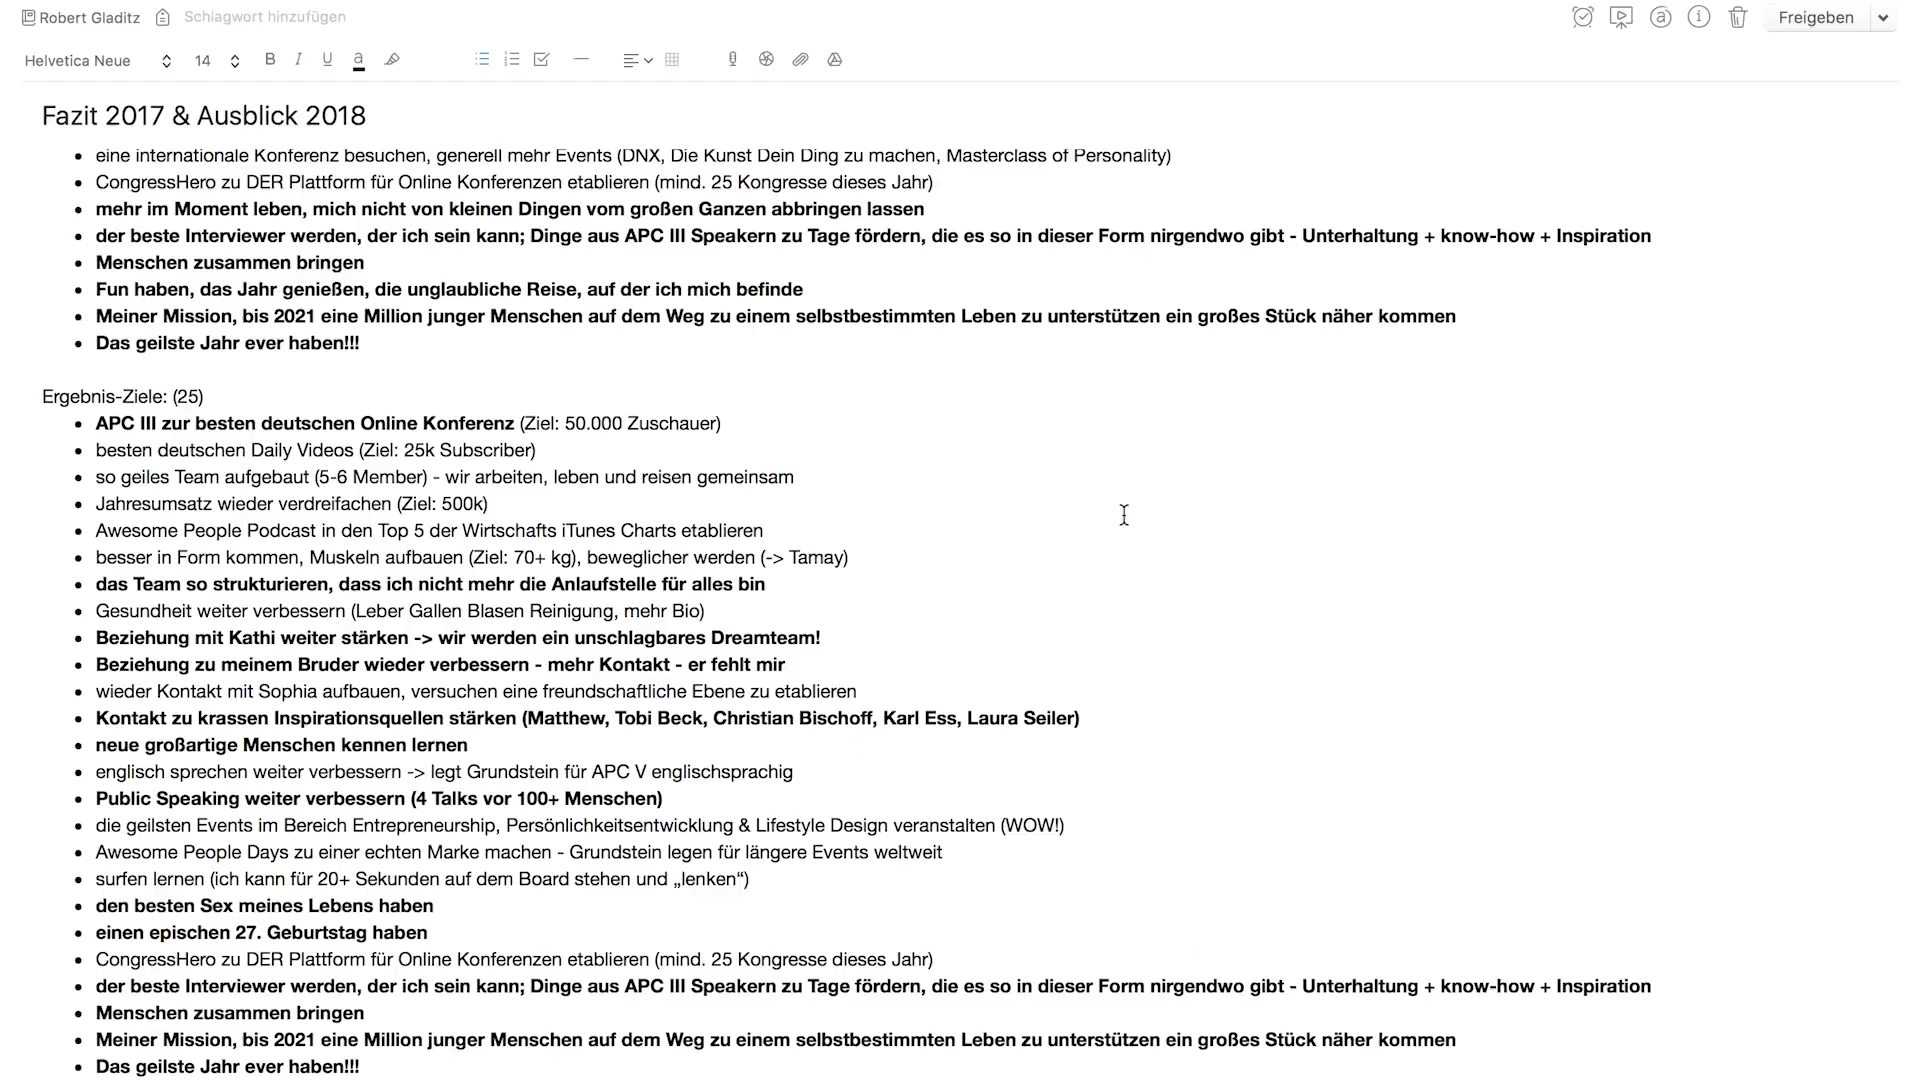 Robert Gladitz Schlagwort hinzufügen Freigeben
Helvetica Neue 14 B I U a
Fazit 2017 & Ausblick 2018
• eine internationale Konferenz besuchen, generell mehr Events (DNX, Die Kunst Dein Ding zu machen, Masterclass of Personality)
• CongressHero zu DER Plattform für Online Konferenzen etablieren (mind. 25 Kongresse dieses Jahr)
• mehr im Moment leben, mich nicht von kleinen Dingen vom großen Ganzen abbringen lassen
• der beste Interviewer werden, der ich sein kann; Dinge aus APC III Speakern zu Tage fördern, die es so in dieser Form nirgendwo gibt - Unterhaltung + know-how + Inspiration
• Menschen zusammen bringen
• Fun haben, das Jahr genießen, die unglaubliche Reise, auf der ich mich befinde
• Meiner Mission, bis 2021 eine Million junger Menschen auf dem Weg zu einem selbstbestimmten Leben zu unterstützen ein großes Stück näher kommen
• Das geilste Jahr ever haben!!!
Ergebnis-Ziele: (25)
• APC III zur besten deutschen Online Konferenz (Ziel: 50.000 Zuschauer)
• besten deutschen Daily Videos (Ziel: 25k Subscriber)
• so geiles Team aufgebaut (5-6 Member) - wir arbeiten, leben und reisen gemeinsam
• Jahresumsatz wieder verdreifachen (Ziel: 500k)
• Awesome People Podcast in den Top 5 der Wirtschafts iTunes Charts etablieren
• besser in Form kommen, Muskeln aufbauen (Ziel: 70+ kg), beweglicher werden (-> Tamay)
• das Team so strukturieren, dass ich nicht mehr die Anlaufstelle für alles bin
• Gesundheit weiter verbessern (Leber Gallen Blasen Reinigung, mehr Bio)
• Beziehung mit Kathi weiter stärken -> wir werden ein unschlagbares Dreamteam!
• Beziehung zu meinem Bruder wieder verbessern - mehr Kontakt - er fehlt mir
• wieder Kontakt mit Sophia aufbauen, versuchen eine freundschaftliche Ebene zu etablieren
• Kontakt zu krassen Inspirationsquellen stärken (Matthew, Tobi Beck, Christian Bischoff, Karl Ess, Laura Seiler)
• neue großartige Menschen kennen lernen
• englisch sprechen weiter verbessern -> legt Grundstein für APC V englischsprachig
• Public Speaking weiter verbessern (4 Talks vor 100+ Menschen)
• die geilsten Events im Bereich Entrepreneurship, Persönlichkeitsentwicklung & Lifestyle Design veranstalten (WOW!)
• Awesome People Days zu einer echten Marke machen - Grundstein legen für längere Events weltweit
• surfen lernen (ich kann für 20+ Sekunden auf dem Board stehen und „lenken“)
• den besten Sex meines Lebens haben
• einen epischen 27. Geburtstag haben
• CongressHero zu DER Plattform für Online Konferenzen etablieren (mind. 25 Kongresse dieses Jahr)
• der beste Interviewer werden, der ich sein kann; Dinge aus APC III Speakern zu Tage fördern, die es so in dieser Form nirgendwo gibt - Unterhaltung + know-how + Inspiration
• Menschen zusammen bringen
• Meiner Mission, bis 2021 eine Million junger Menschen auf dem Weg zu einem selbstbestimmten Leben zu unterstützen ein großes Stück näher kommen
• Das geilste Jahr ever haben!!!